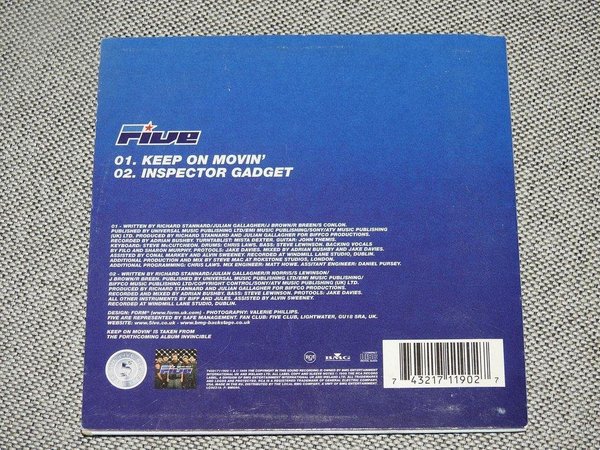 Five
01. KEEP ON MOVIN'
02. INSPECTOR GADGET
01 - WRITTEN BY RICHARD STANNARD/JULIAN GALLAGHER/J BROWN/R BREEN/S CONLON.
PUBLISHED BY UNIVERSAL MUSIC PUBLISHING LTD/EMI MUSIC PUBLISHING/SONY/ATV MUSIC PUBLISHING
(UK) LTD. PRODUCED BY RICHARD STANNARD AND JULIAN GALLAGHER FOR BIFFCO PRODUCTIONS.
RECORDED BY ADRIAN BUSHBY. TURNTABLIST: MISTA DEXTER. GUITAR: JOHN THEMIS.
KEYBOARD: STEVE McCUTCHEON. DRUMS: CHRIS LAWS. BASS: STEVE LEWINSON. BACKING VOCALS
BY FILO AND SHARON MURPHY. PROTOOLS: JAKE DAVIES. MIXED BY ADRIAN BUSHBY AND JAKE DAVIES.
ASSISTED BY CONAL MARKEY AND ALVIN SWEENEY. RECORDED AT WINDMILL LANE STUDIO, DUBLIN.
ADDITIONAL PRODUCTION AND MIX BY STEVE MAC AT ROKSTONE STUDIOS, LONDON.
ADDITIONAL PROGRAMMING: CHRIS LAWS. MIX ENGINEER: MATT HOWE. ASSISTANT ENGINEER: DANIEL PURSEY.
02 - WRITTEN BY RICHARD STANNARD/JULIAN GALLAGHER/R NORRIS/S LEWINSON/
J BROWN/R BREEN. PUBLISHED BY UNIVERSAL MUSIC PUBLISHING LTD/EMI MUSIC PUBLISHING/
BIFFCO MUSIC PUBLISHING LTD/COPYRIGHT CONTROL/SONY/ATV MUSIC PUBLISHING (UK) LTD.
PRODUCED BY RICHARD STANNARD AND JULIAN GALLAGHER FOR BIFFCO PRODUCTIONS.
RECORDED AND MIXED BY ADRIAN BUSHBY. BASS: STEVE LEWINSON. PROTOOLS: JAKE DAVIES.
ALL OTHER INSTRUMENTS BY BIFF AND JULES. ASSISTED BY ALVIN SWEENEY.
RECORDED AT WINDMILL LANE STUDIO, DUBLIN.
DESIGN: FORM® (www.form.uk.com) - PHOTOGRAPHY: VALERIE PHILLIPS.
FIVE ARE REPRESENTED BY SAFE MANAGEMENT. FAN CLUB: FIVE CLUB, LIGHTWATER, GU18 5RA, UK.
WEBSITE: www.5ive.co.uk - www.bmg-backstage.co.uk
KEEP ON MOVIN' IS TAKEN FROM
THE FORTHCOMING ALBUM INVINCIBLE
5
Five
RCA
BMG
7 43217 11902 7